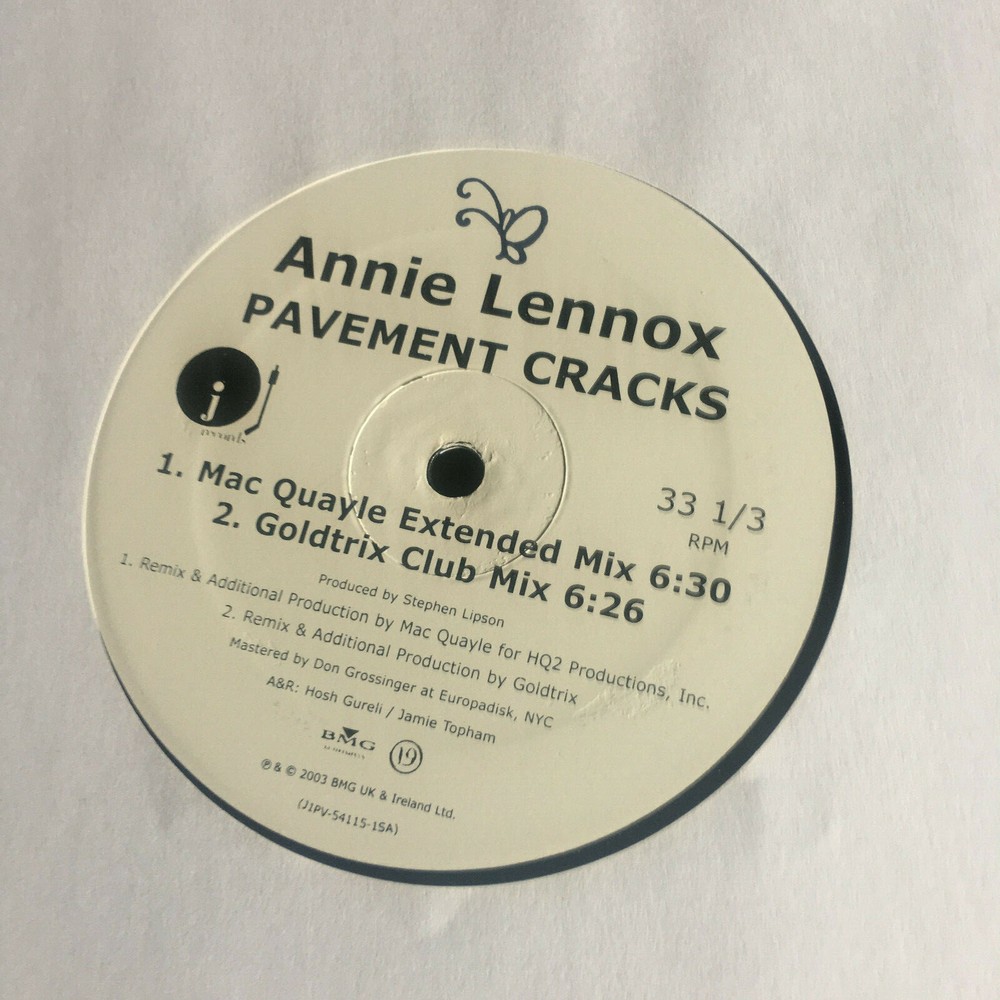 Annie Lennox
PAVEMENT CRACKS
j
records
33 1/3
RPM
1. Mac Quayle Extended Mix 6:30
2. Goldtrix Club Mix 6:26
Produced by Stephen Lipson
1. Remix & Additional Production by Mac Quayle for HQ2 Productions, Inc.
2. Remix & Additional Production by Goldtrix
Mastered by Don Grossinger at Europadisk, NYC
A&R: Hosh Gureli / Jamie Topham
BMG
19
℗ & © 2003 BMG UK & Ireland Ltd.
(J1PV-54115-1SA)